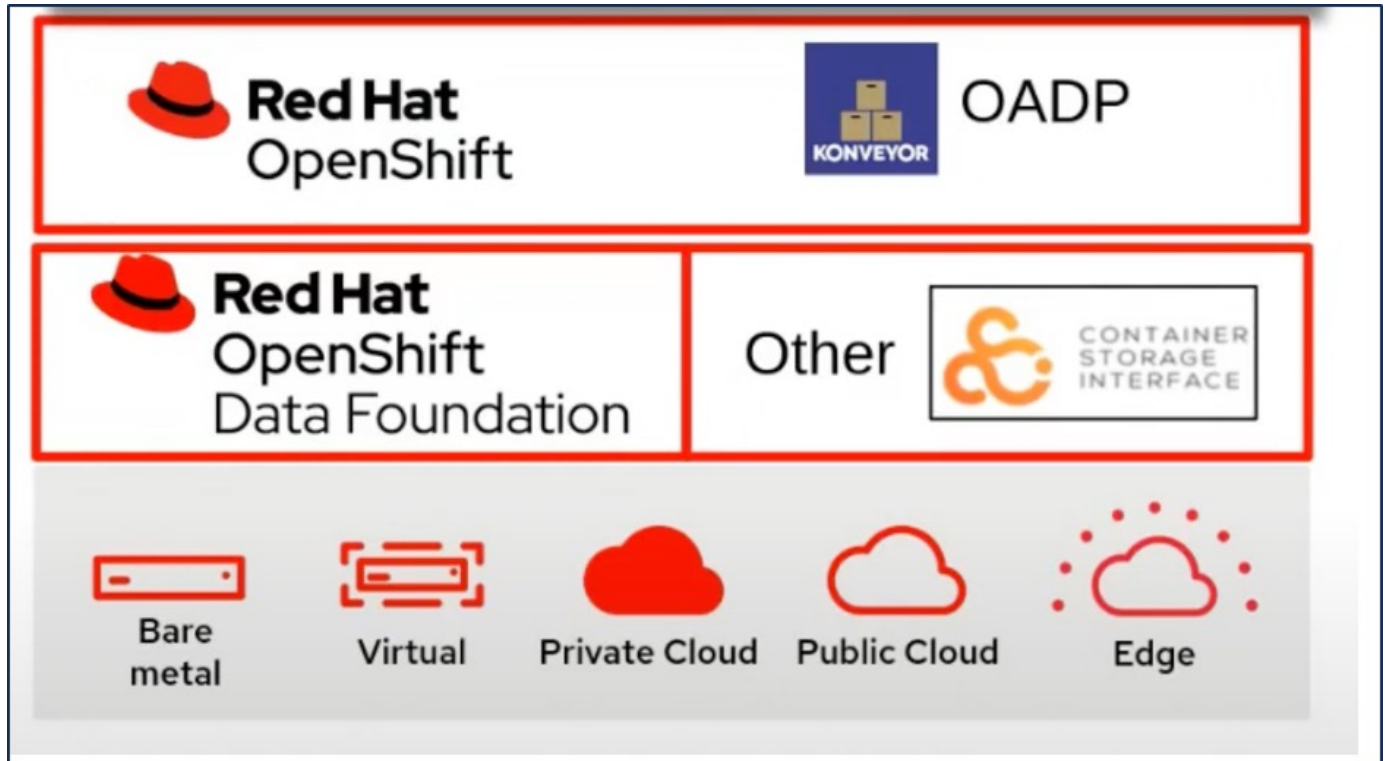 Red Hat
OpenShift
KONVEYOR
OADP
Red Hat
OpenShift
Data Foundation
Other
CONTAINER
STORAGE
INTERFACE
Bare
metal
Virtual
Private Cloud
Public Cloud
Edge